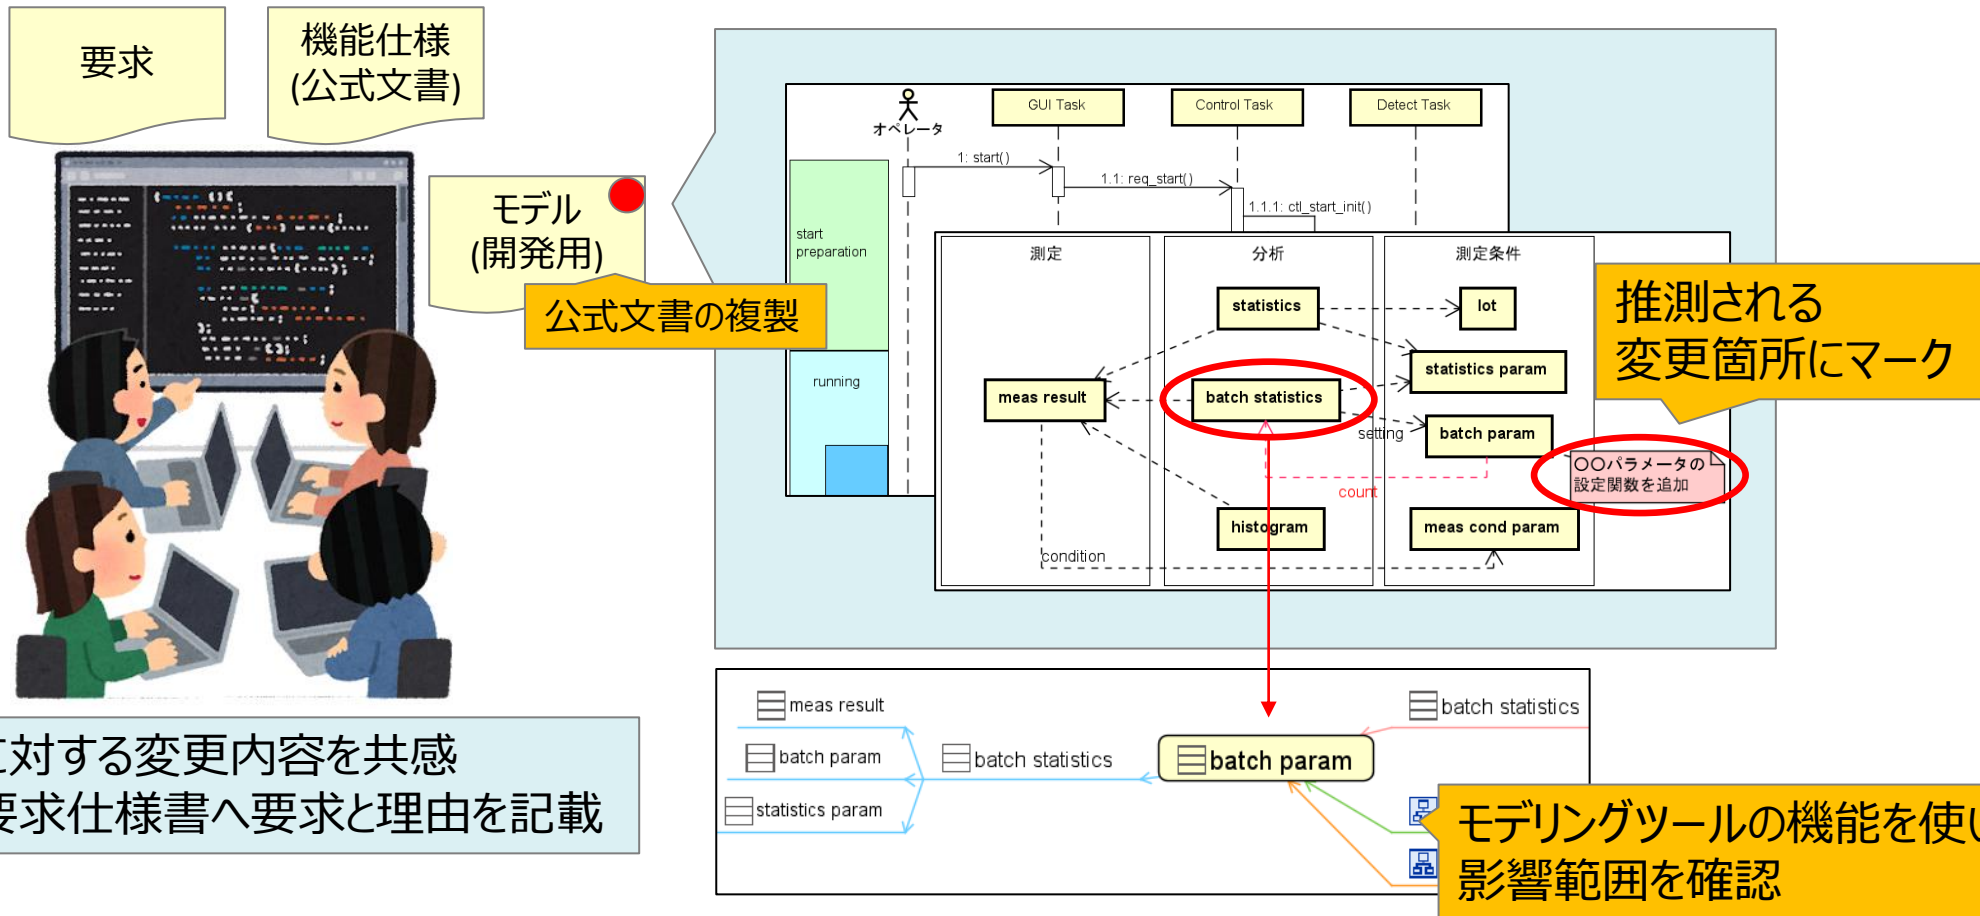 要求
機能仕様
(公式文書)
モデル
(開発用)
公式文書の複製
オペレータ
GUI Task
Control Task
Detect Task
1: start()
1.1: req_start()
1.1.1: ctl_start_init()
start
preparation
running
測定
分析
測定条件
statistics
lot
statistics param
meas result
batch statistics
setting
batch param
〇〇パラメータの
設定関数を追加
count
histogram
meas cond param
condition
推測される
変更箇所にマーク
meas result
batch param
statistics param
batch statistics
batch param
batch statistics
モデリングツールの機能を使い
影響範囲を確認
に対する変更内容を共感
要求仕様書へ要求と理由を記載